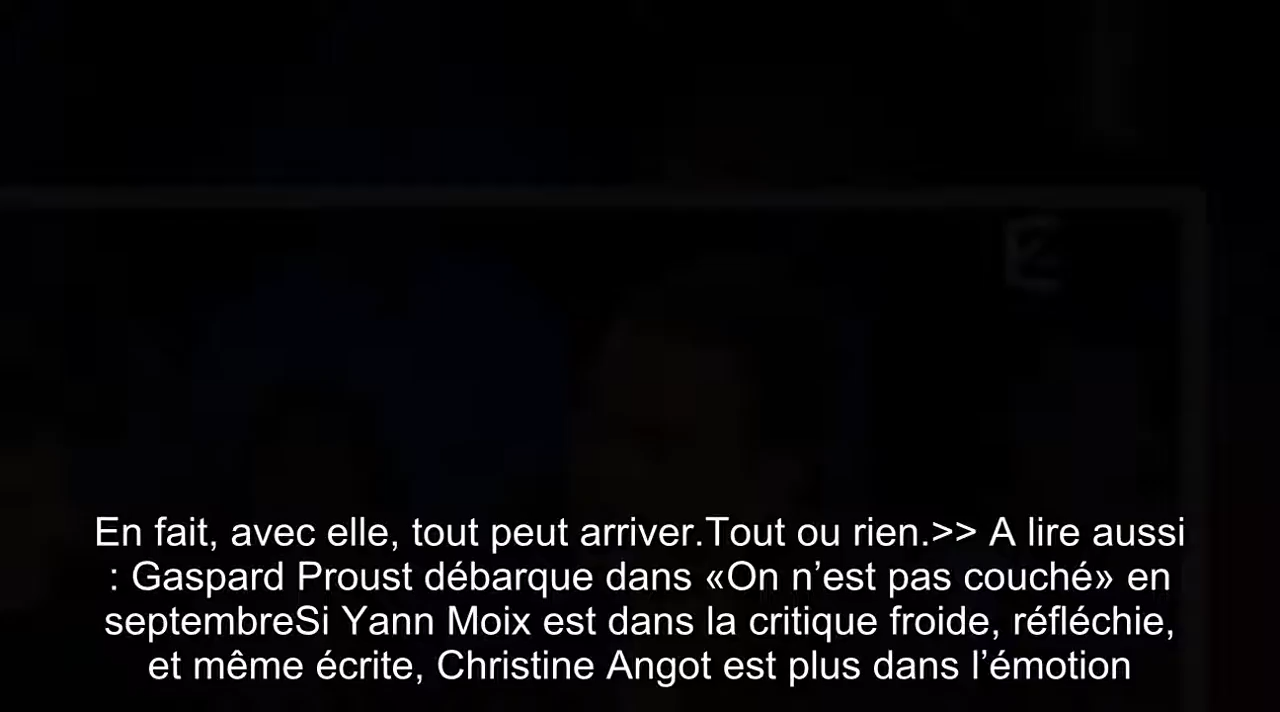 2
En fait, avec elle, tout peut arriver.Tout ou rien.>> A lire aussi
: Gaspard Proust débarque dans «On n’est pas couché» en
septembreSi Yann Moix est dans la critique froide, réfléchie,
et même écrite, Christine Angot est plus dans l’émotion